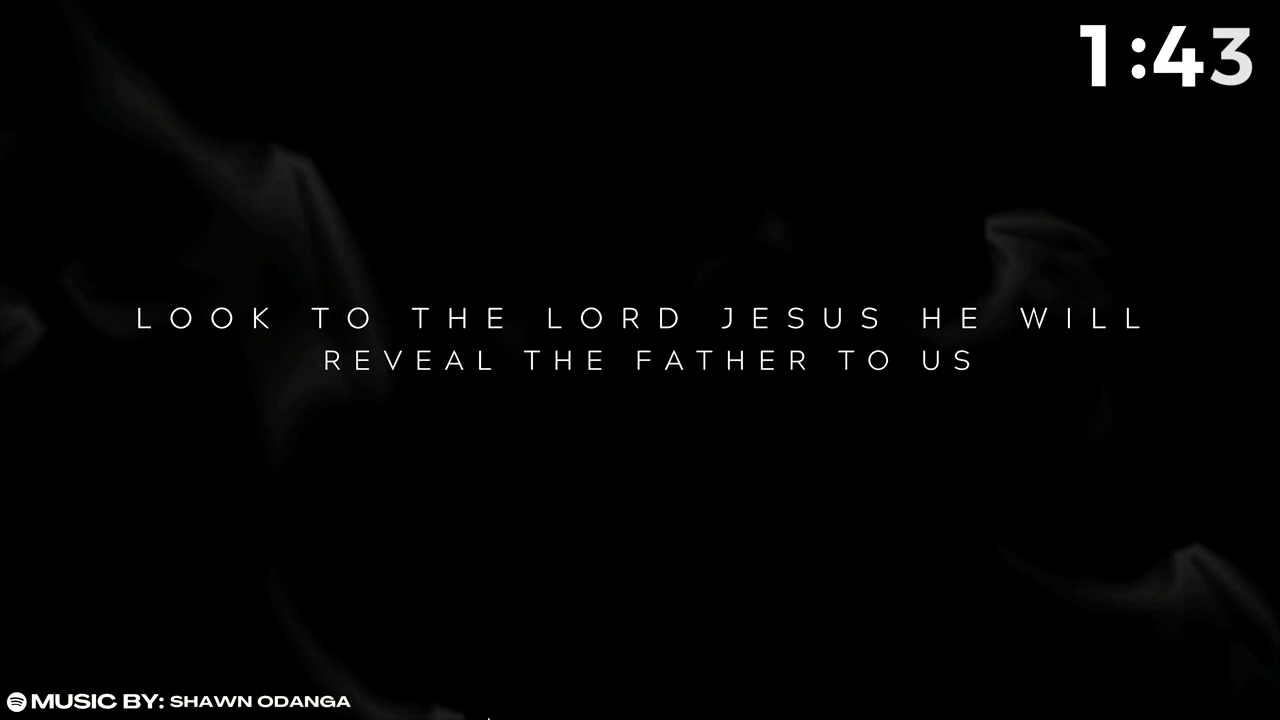 1:43
LOOK TO THE LORD JESUS HE WILL
REVEAL THE FATHER TO US
MUSIC BY: SHAWN ODANGA